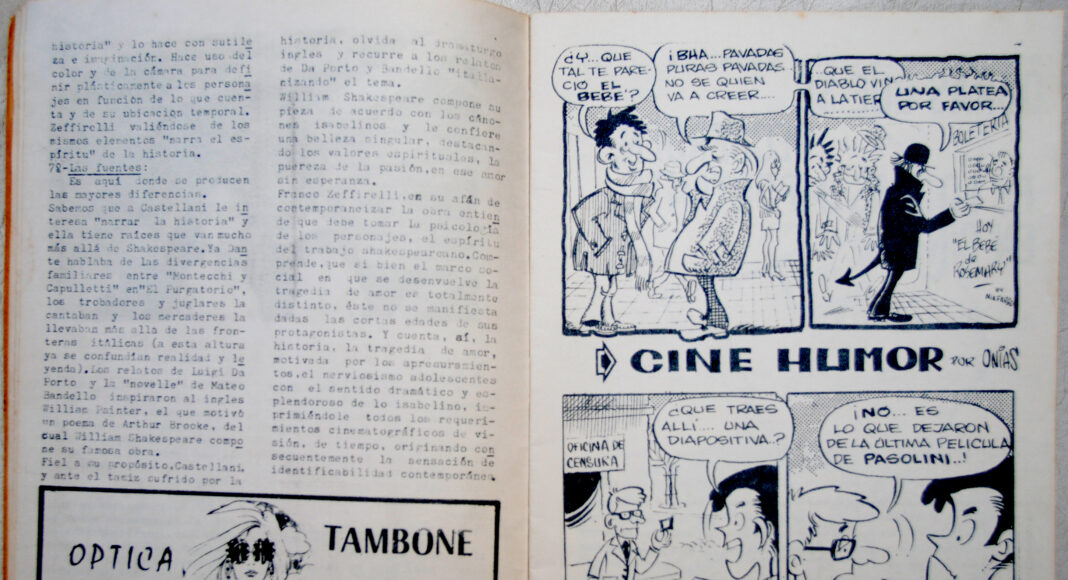 historia" y lo hace con sutile
za e imaginación. Hace uso del
color y de la cámara para defi
nir plásticamente a los persona
jes en función de lo que cuen-
ta y de su ubicación temporal.
Zeffirelli valiéndose de los
mismos elementos "narra el es-
píritu" de la historia.
7º-Las fuentes:
Es aquí donde se producen
las mayores diferencias.
Sabemos que a Castellani le in
teresa "narrar la historia" y
ella tiene raíces que van mucho
más allá de Shakespeare.Ya Dan
te hablaba de las divergencias
familiares entre "Montecchi y
Capulletti" en"El Purgatorio",
los trobadores y juglares la
cantaban y los mercaderes la
llevaban más allá de las fron-
teras itálicas (a esta altura
ya se confundían realidad y le
yenda).Los relatos de Luigi Da
Porto y la "novelle" de Mateo
Bandello inspiraron al ingles
William Painter, el que motivó
un poema de Arthur Brooke, del
cual William Shakespeare compo
ne su famosa obra.
Fiel a su propósito,Castellani
y ante el tamiz sufrido por la
historia, olvida al dramaturgo
ingles y recurre a los relatos
de Da Porto y Bandello "italia-
nizando" el tema.
William Shakespeare compone su
pieza de acuerdo con los cáno-
nes isabelinos y le confiere
una belleza singular, destacan-
do los valores espirituales, la
pureza de la pasión,en ese amor
sin esperanza.
Franco Zeffirelli,en su afán de
contemporaneizar la obra entien
de que debe tomar la psicología
de los personajes, el espíritu
del trabajo shakespeareano.Com-
prende,que si bien el marco so-
cial en que se desenvuelve la
tragedia de amor es totalmente
distinto, éste no se manifiesta
dadas las cortas edades de sus
protagonistas. Y cuenta, así, la
historia, la tragedia de amor,
motivada por los apresuramien-
tos,el nerviosismo adolescentes
con el sentido dramático y es-
plendoroso de lo isabelino, im-
primiéndole todos los requeri-
mientos cinematográficos de vi-
sión, de tiempo, originando con
secuentemente la sensación de
identificabilidad contemporánea.
OPTICA
TAMBONE
¿Y...QUE
TAL TE PARE-
CIÓ EL
BEBÉ?
¡BHA...PAVADAS
PURAS PAVADAS
NO SE QUIEN
VA A CREER....
..QUE EL
DIABLO VIN
A LA TIER
UNA PLATEA
POR FAVOR...
BOLETERIA
HOY
"EL BEBÉ
de
ROSEMARY"
CINE HUMOR POR ONÍAS
OFICINA DE
CENSURA
¿QUE TRAES
ALLÍ.... UNA
DIAPOSITIVA..?
¡NO... ES
LO QUE DEJARON
DE LA ÚLTIMA PELICULA
DE PASOLINI..!